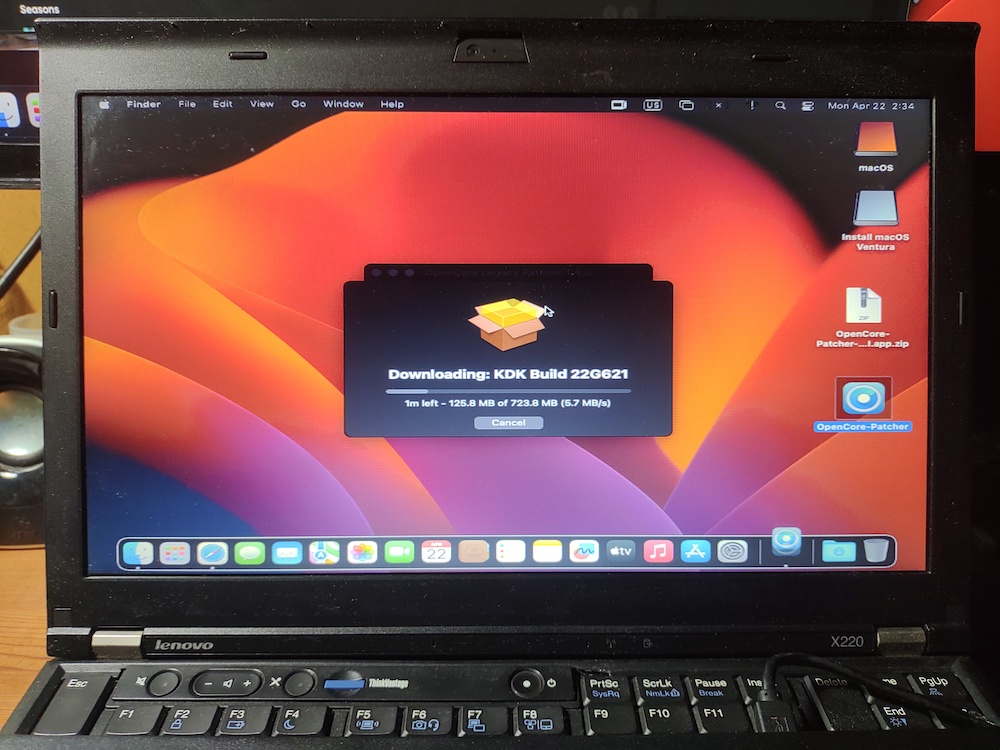 Seasons
Finder File Edit View Go Window Help US Mon Apr 22 2:34
macOS
Install macOS
Ventura
ZIP
OpenCore-
Patcher-...I.app.zip
OpenCore-Patcher
Downloading: KDK Build 22G621
1m left - 125.8 MB of 723.8 MB (5.7 MB/s)
Cancel
APR
22
tv
lenovo
X220
Esc
ThinkVantage
PrtSc
SysRq
ScrLk
NmLk
Pause
Break
Ins
Delete
PgUp
F1 F2 F3 F4 F5 F6 F7 F8 F9 F10 F11
End